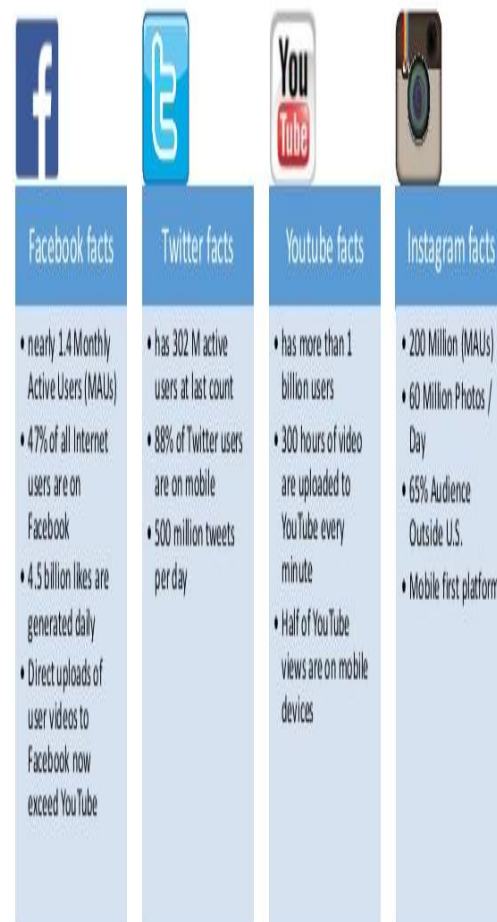 f
t
You
Tube
Facebook facts
• nearly 1.4 Monthly
Active Users (MAUs)
• 47% of all Internet
users are on
Facebook
• 4.5 billion likes are
generated daily
• Direct uploads of
user videos to
Facebook now
exceed YouTube
Twitter facts
• has 302 M active
users at last count
• 88% of Twitter users
are on mobile
• 500 million tweets
per day
Youtube facts
• has more than 1
billion users
• 300 hours of video
are uploaded to
YouTube every
minute
• Half of YouTube
views are on mobile
devices
Instagram facts
• 200 Million (MAUs)
• 60 Million Photos /
Day
• 65% Audience
Outside U.S.
• Mobile first platform